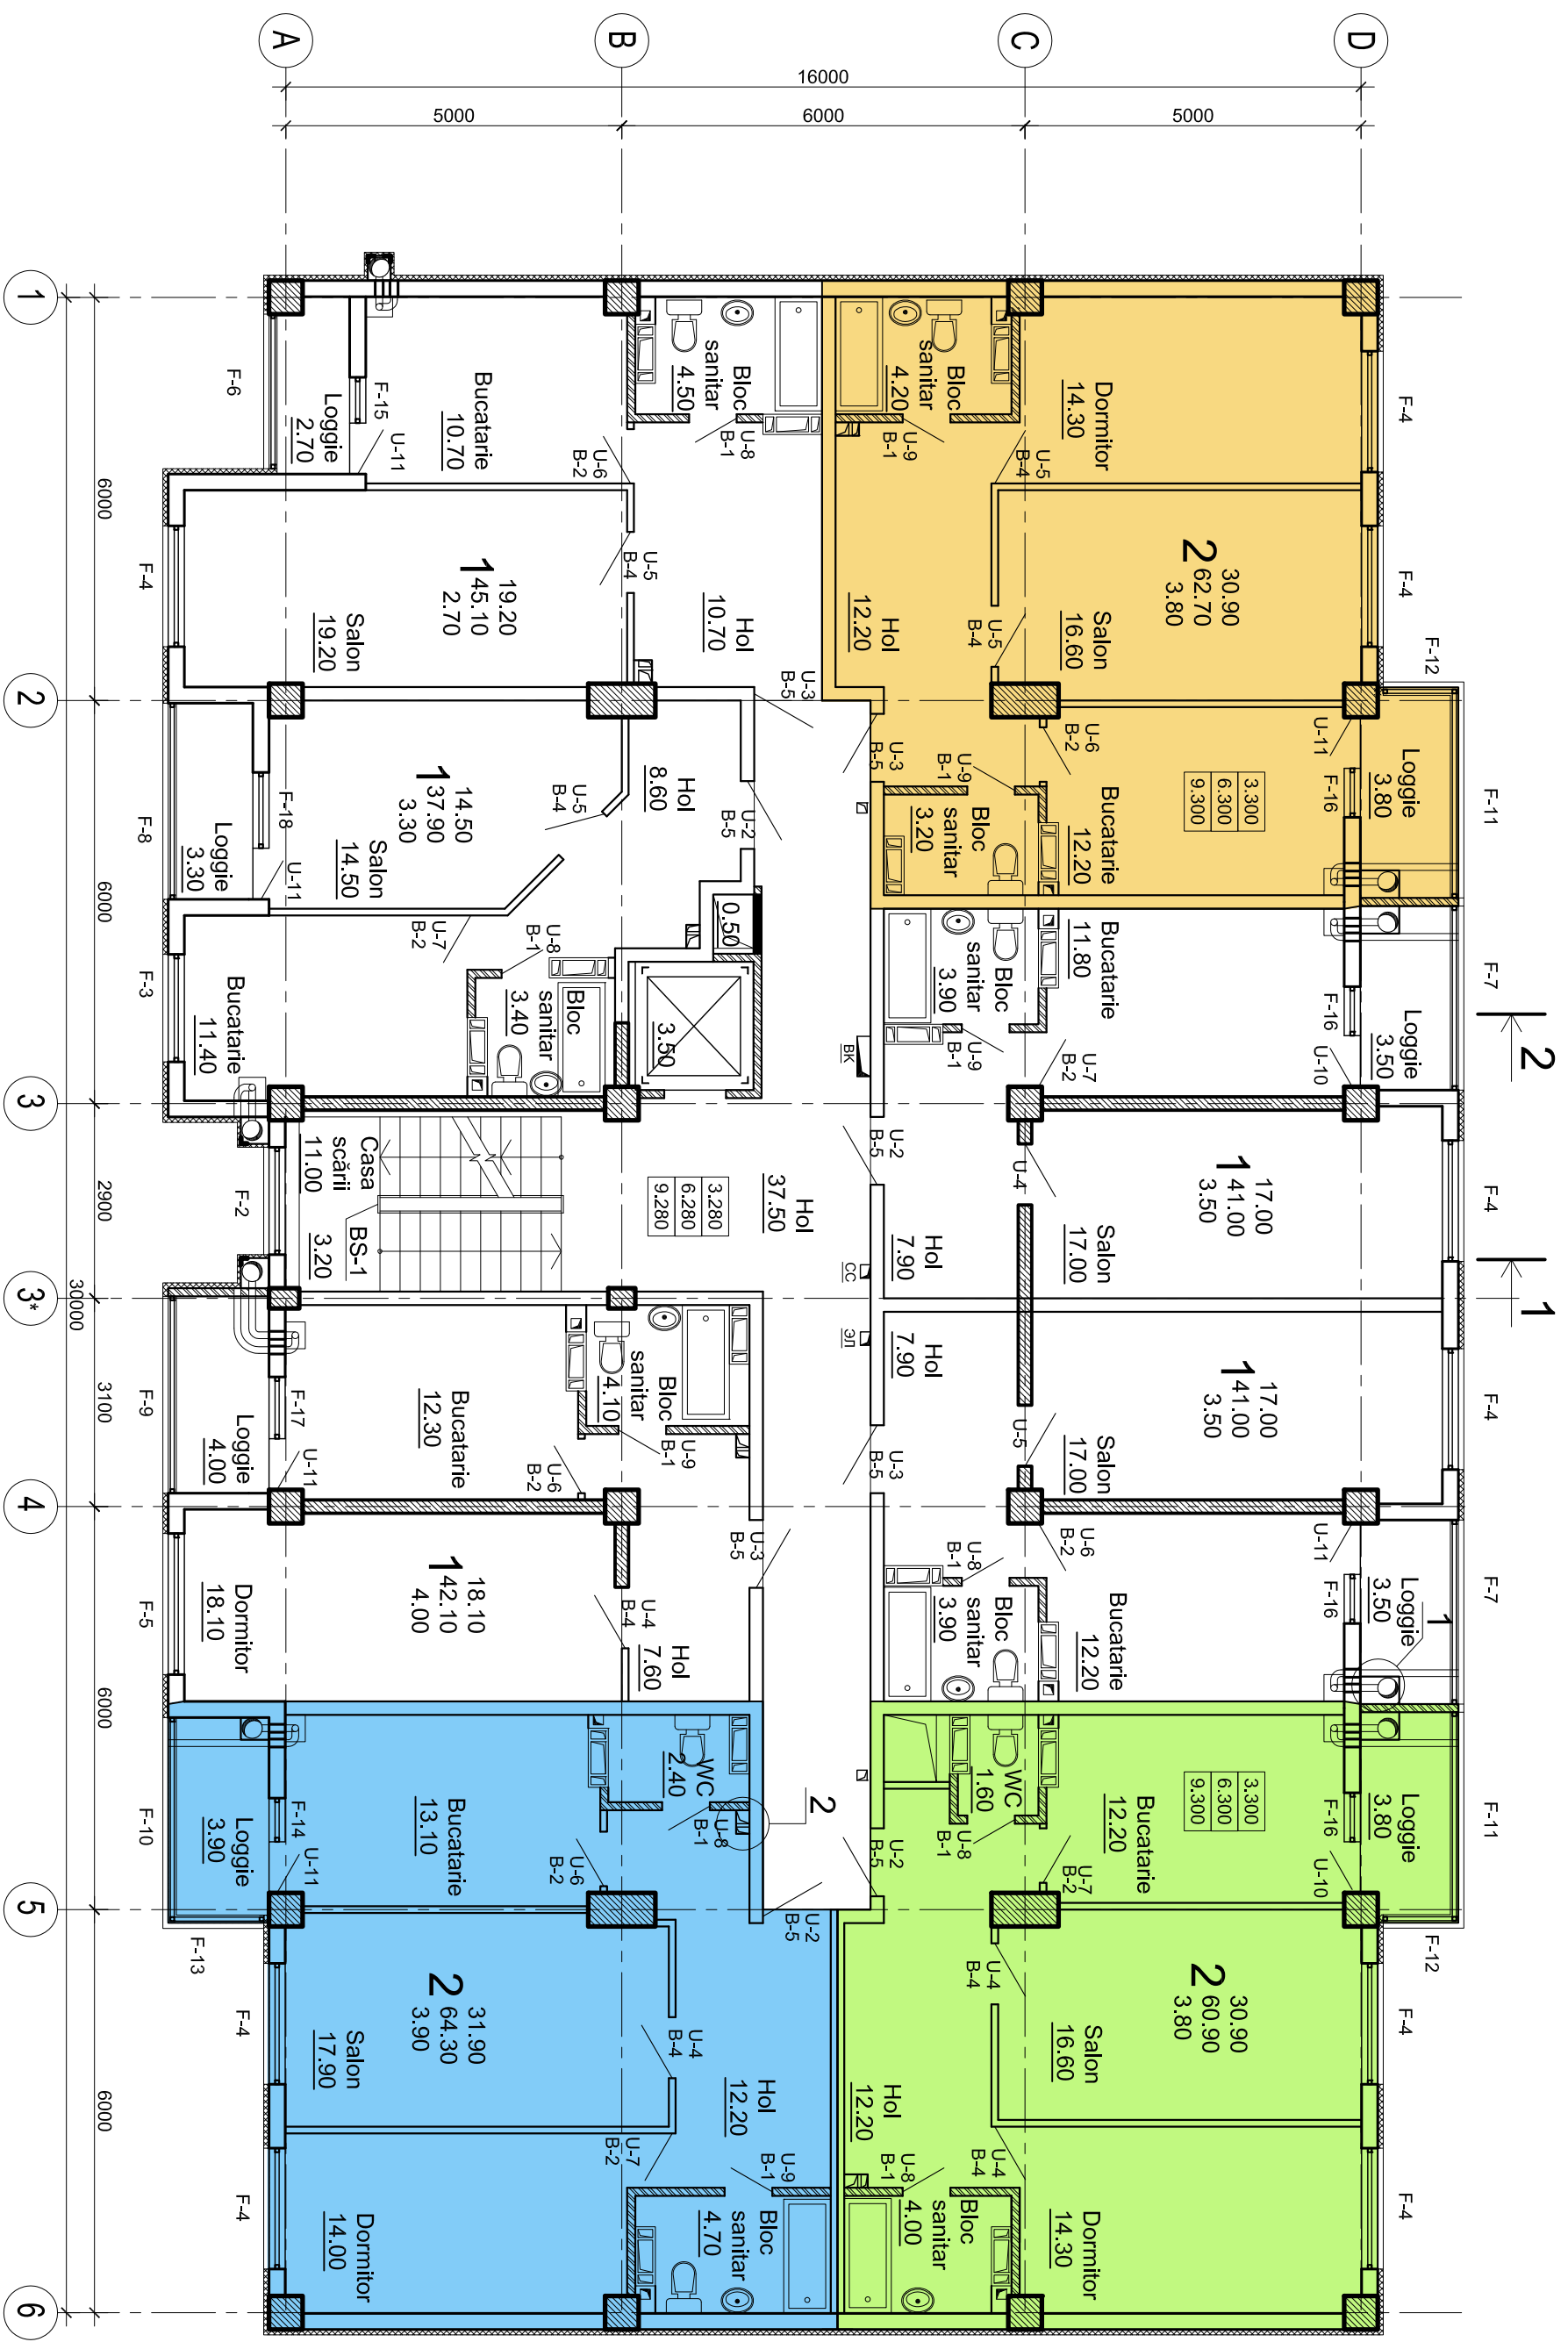 A
B
C
D
16000
5000
6000
5000
1
2
3
3*
4
5
6
6000
6000
2900
3100
6000
6000
30000
F-4
F-4
F-12
F-11
F-7
F-4
F-4
F-7
F-11
F-12
F-4
F-4
2
1
Dormitor
14.30
Bloc
sanitar
4.20
U-9
B-1
U-5
B-4
2
30.90
62.70
3.80
Salon
16.60
U-5
B-4
Hol
12.20
U-3
B-5
U-9
B-1
Bloc
sanitar
3.20
U-6
B-2
Bucatarie
12.20
3.300
6.300
9.300
U-11
F-16
Loggie
3.80
Bucatarie
11.80
Bloc
sanitar
3.90
U-9
B-1
U-7
B-2
F-16
U-10
Loggie
3.50
BK
U-2
B-5
U-4
1
17.00
41.00
3.50
Salon
17.00
Hol
7.90
CC
ЭЛ
Hol
7.90
1
17.00
41.00
3.50
Salon
17.00
U-5
U-3
B-5
U-6
B-2
U-8
B-1
Bloc
sanitar
3.90
Bucatarie
12.20
U-11
F-16
Loggie
3.50
1
WC
1.60
U-8
B-1
U-2
B-5
U-7
B-2
Bucatarie
12.20
3.300
6.300
9.300
F-16
U-10
Loggie
3.80
2
30.90
60.90
3.80
Salon
16.60
U-4
B-4
Hol
12.20
U-4
B-4
U-8
B-1
Bloc
sanitar
4.00
Dormitor
14.30
Bloc
sanitar
4.50
U-8
B-1
Bucatarie
10.70
U-6
B-2
F-15
U-11
Loggie
2.70
F-6
U-5
B-4
Hol
10.70
1
19.20
45.10
2.70
Salon
19.20
F-4
U-3
B-5
Hol
8.60
U-2
B-5
U-5
B-4
1
14.50
37.90
3.30
Salon
14.50
F-18
U-11
Loggie
3.30
F-8
0.50
3.50
U-7
B-2
U-8
B-1
Bloc
sanitar
3.40
Bucatarie
11.40
F-3
Hol
37.50
3.280
6.280
9.280
Casa
scării
11.00
BS-1
3.20
F-2
Bloc
sanitar
4.10
U-9
B-1
Bucatarie
12.30
U-6
B-2
F-17
U-11
Loggie
4.00
F-9
U-3
B-5
U-4
B-4
Hol
7.60
1
18.10
42.10
4.00
Dormitor
18.10
F-5
WC
2.40
U-8
B-1
2
Bucatarie
13.10
U-6
B-2
F-14
U-11
Loggie
3.90
F-10
F-13
U-2
B-5
2
31.90
64.30
3.90
Salon
17.90
F-4
U-4
B-4
Hol
12.20
U-7
B-2
U-9
B-1
Bloc
sanitar
4.70
Dormitor
14.00
F-4